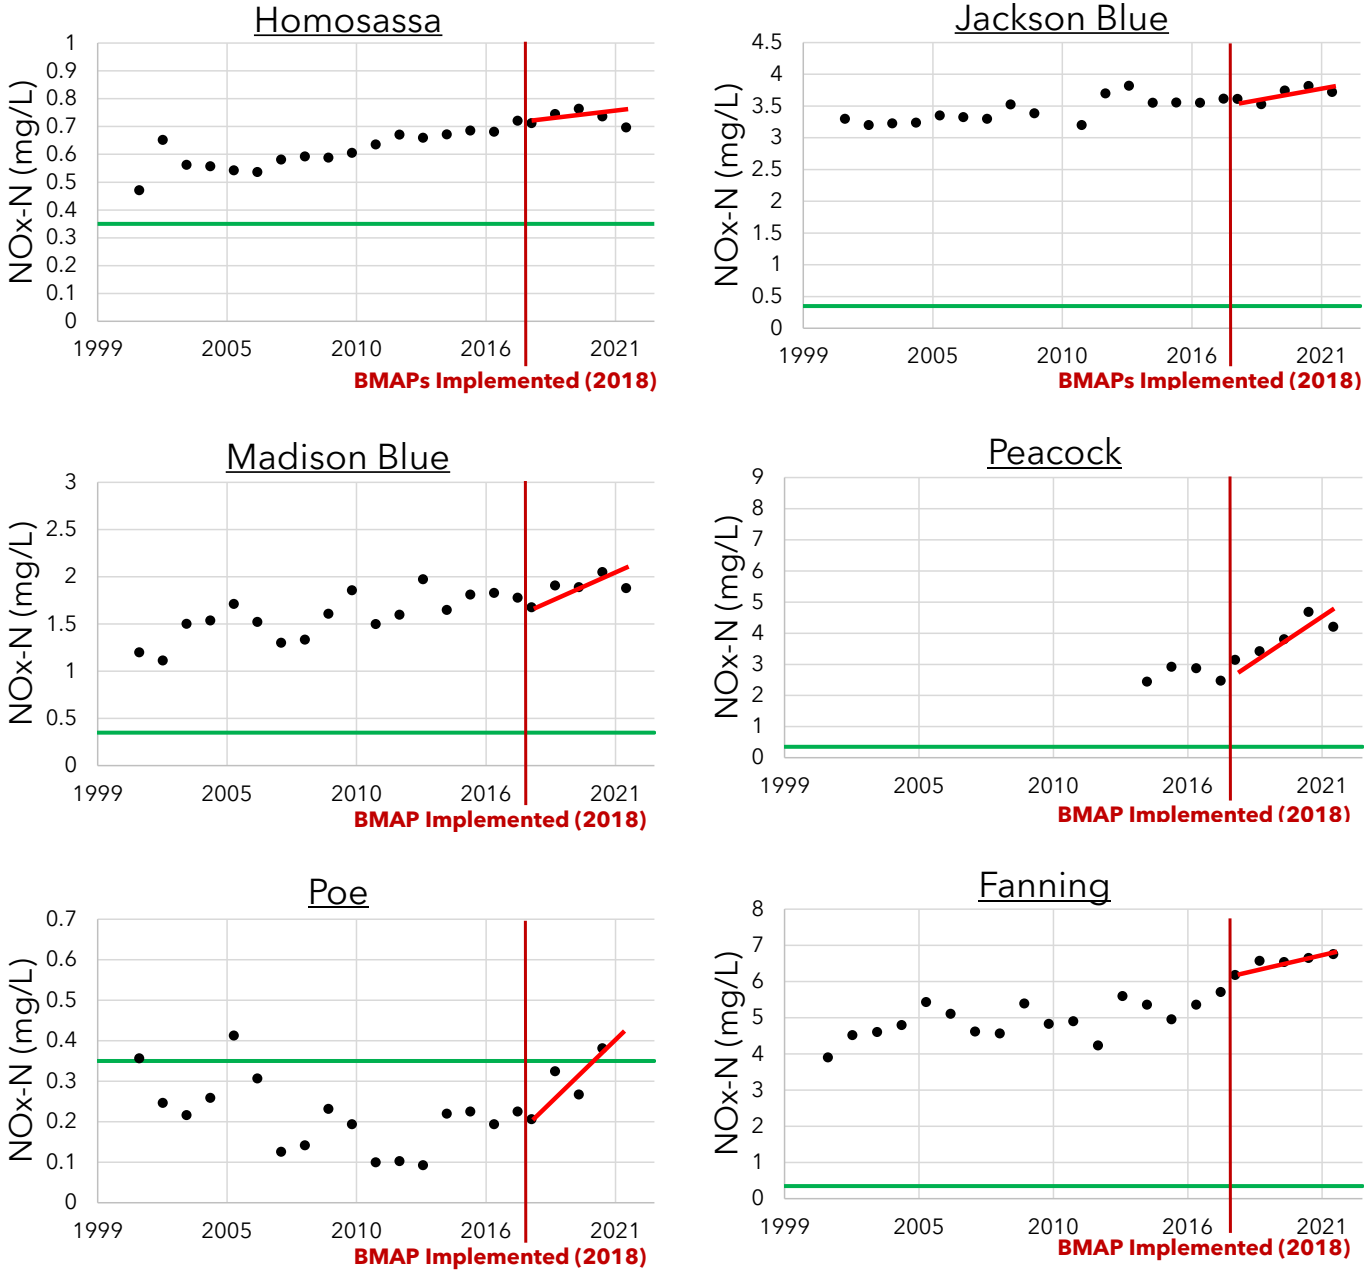 Homosassa
NOx-N (mg/L)
1
0.9
0.8
0.7
0.6
0.5
0.4
0.3
0.2
0.1
0
1999 2005 2010 2016 2021
BMAPs Implemented (2018)
Jackson Blue
NOx-N (mg/L)
4.5
4
3.5
3
2.5
2
1.5
1
0.5
0
1999 2005 2010 2016 2021
BMAPs Implemented (2018)
Madison Blue
NOx-N (mg/L)
3
2.5
2
1.5
1
0.5
0
1999 2005 2010 2016 2021
BMAP Implemented (2018)
Peacock
NOx-N (mg/L)
9
8
7
6
5
4
3
2
1
0
1999 2005 2010 2016 2021
BMAP Implemented (2018)
Poe
NOx-N (mg/L)
0.7
0.6
0.5
0.4
0.3
0.2
0.1
0
1999 2005 2010 2016 2021
BMAP Implemented (2018)
Fanning
NOx-N (mg/L)
8
7
6
5
4
3
2
1
0
1999 2005 2010 2016 2021
BMAP Implemented (2018)